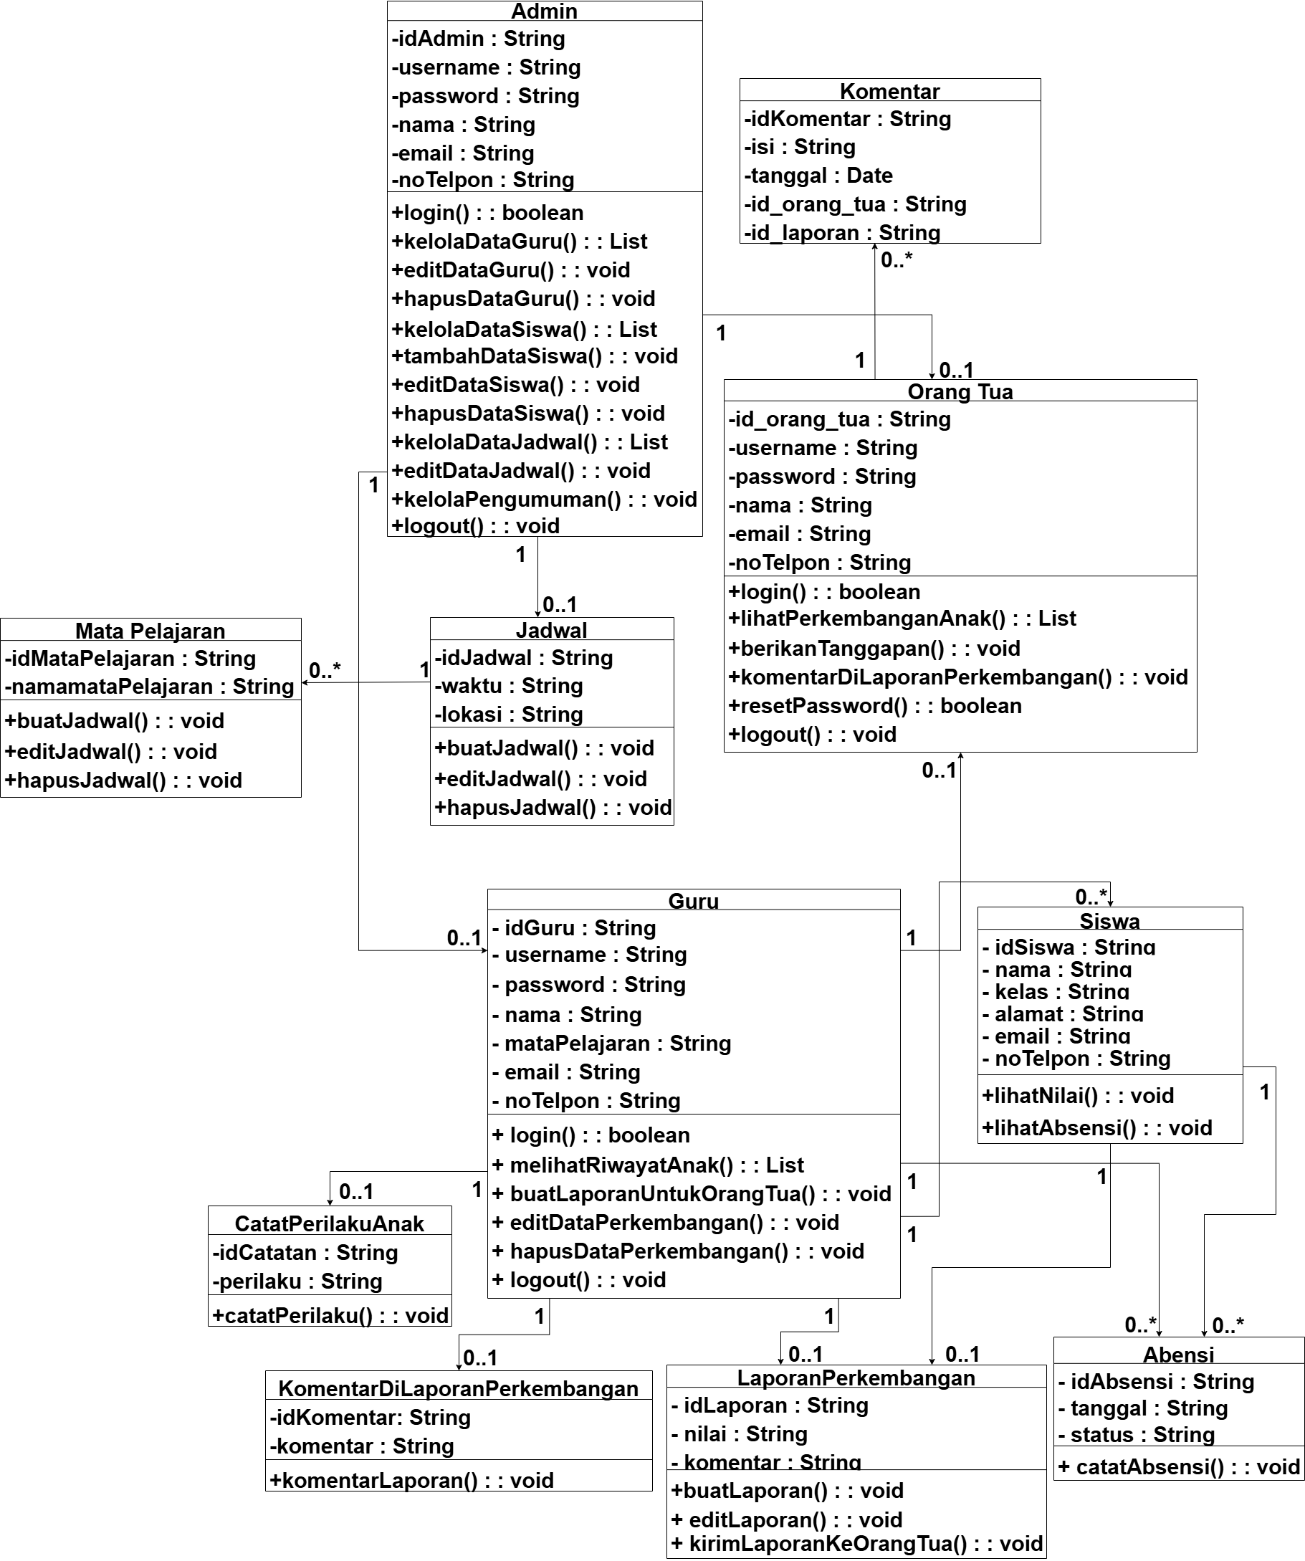 Admin
-idAdmin : String
-username : String
-password : String
-nama : String
-email : String
-noTelpon : String
+login() : : boolean
+kelolaDataGuru() : : List
+editDataGuru() : : void
+hapusDataGuru() : : void
+kelolaDataSiswa() : : List
+tambahDataSiswa() : : void
+editDataSiswa() : : void
+hapusDataSiswa() : : void
+kelolaDataJadwal() : : List
+editDataJadwal() : : void
+kelolaPengumuman() : : void
+logout() : : void
Komentar
-idKomentar : String
-isi : String
-tanggal : Date
-id_orang_tua : String
-id_laporan : String
0..*
1
1
0..1
Orang Tua
-id_orang_tua : String
-username : String
-password : String
-nama : String
-email : String
-noTelpon : String
+login() : : boolean
+lihatPerkembanganAnak() : : List
+berikanTanggapan() : : void
+komentarDiLaporanPerkembangan() : : void
+resetPassword() : : boolean
+logout() : : void
1
1
0..1
Mata Pelajaran
-idMataPelajaran : String
-namamataPelajaran : String
+buatJadwal() : : void
+editJadwal() : : void
+hapusJadwal() : : void
0..*
1
Jadwal
-idJadwal : String
-waktu : String
-lokasi : String
+buatJadwal() : : void
+editJadwal() : : void
+hapusJadwal() : : void
0..1
0..1
1
Guru
- idGuru : String
- username : String
- password : String
- nama : String
- mataPelajaran : String
- email : String
- noTelpon : String
+ login() : : boolean
+ melihatRiwayatAnak() : : List
+ buatLaporanUntukOrangTua() : : void
+ editDataPerkembangan() : : void
+ hapusDataPerkembangan() : : void
+ logout() : : void
0..*
Siswa
- idSiswa : String
- nama : String
- kelas : String
- alamat : String
- email : String
- noTelpon : String
+lihatNilai() : : void
+lihatAbsensi() : : void
1
1
1
1
0..1
1
CatatPerilakuAnak
-idCatatan : String
-perilaku : String
+catatPerilaku() : : void
1
0..1
KomentarDiLaporanPerkembangan
-idKomentar: String
-komentar : String
+komentarLaporan() : : void
1
0..1
0..1
LaporanPerkembangan
- idLaporan : String
- nilai : String
- komentar : String
+buatLaporan() : : void
+ editLaporan() : : void
+ kirimLaporanKeOrangTua() : : void
0..*
0..*
Abensi
- idAbsensi : String
- tanggal : String
- status : String
+ catatAbsensi() : : void